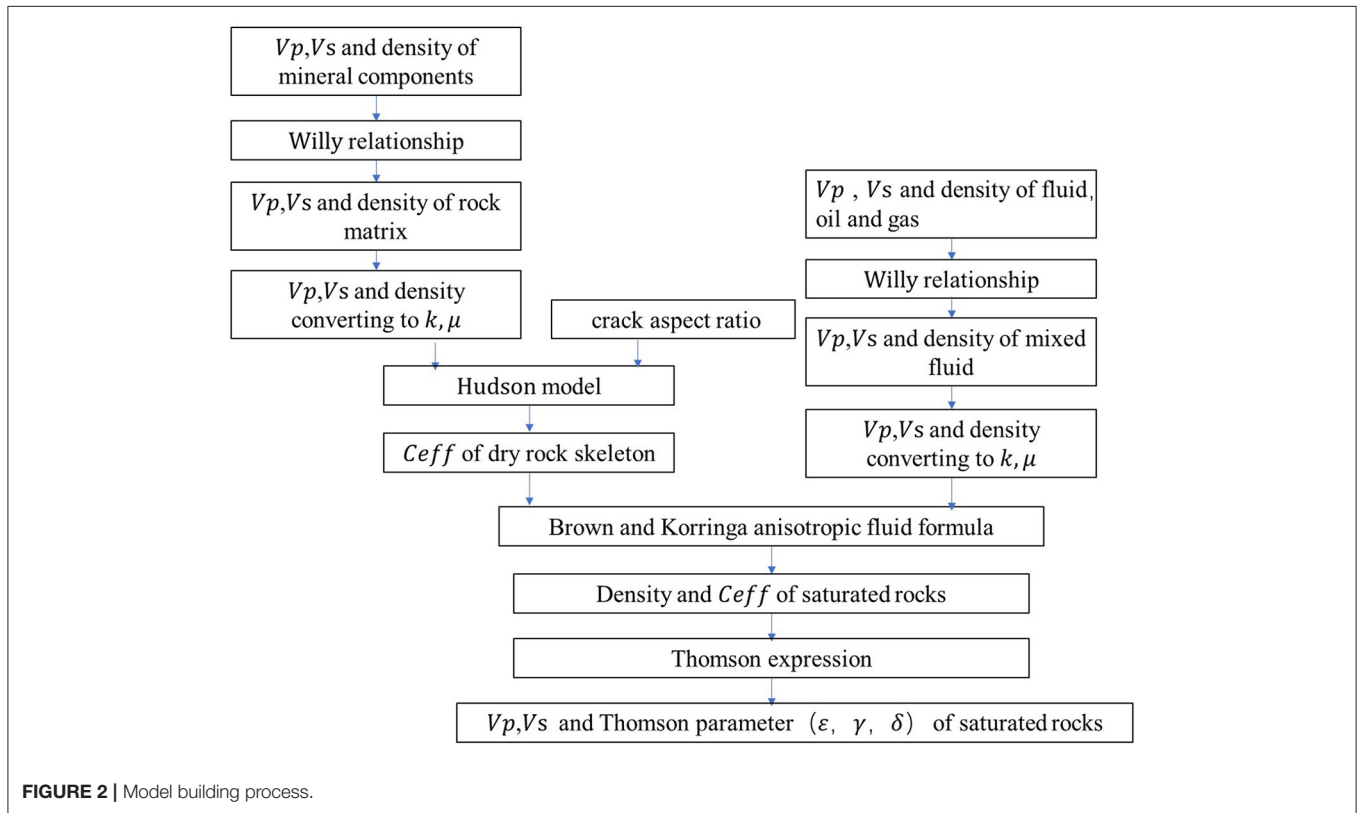 Vp,Vs and density of
mineral components
Willy relationship
Vp,Vs and density of rock
matrix
Vp,Vs and density
converting to k, μ
crack aspect ratio
Vp , Vs and density of fluid,
oil and gas
Willy relationship
Vp,Vs and density of mixed
fluid
Vp,Vs and density
converting to k, μ
Hudson model
Ceff of dry rock skeleton
Brown and Korringa anisotropic fluid formula
Density and Ceff of saturated rocks
Thomson expression
Vp,Vs and Thomson parameter (ε, γ, δ) of saturated rocks
FIGURE 2 | Model building process.